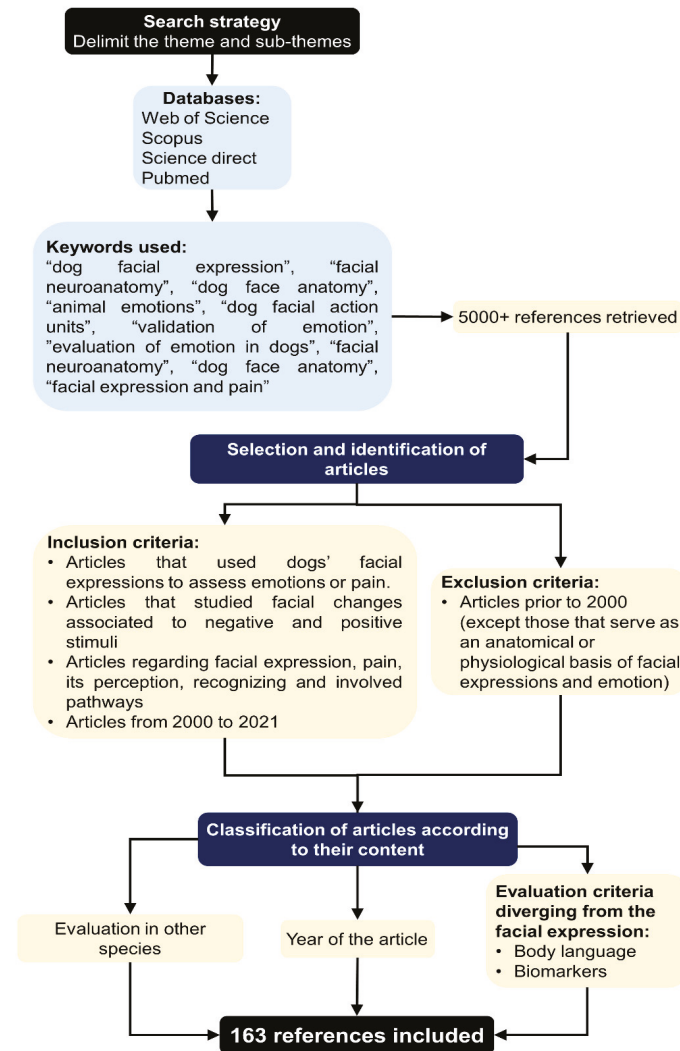 Search strategy
Delimit the theme and sub-themes
Databases:
Web of Science
Scopus
Science direct
Pubmed
Keywords used:
“dog facial expression”, “facial
neuroanatomy”, “dog face anatomy”,
“animal emotions”, “dog facial action
units”, “validation of emotion”,
”evaluation of emotion in dogs”, “facial
neuroanatomy”, “dog face anatomy”,
“facial expression and pain”
5000+ references retrieved
Selection and identification of
articles
Inclusion criteria:
• Articles that used dogs’ facial
expressions to assess emotions or pain.
• Articles that studied facial changes
associated to negative and positive
stimuli
• Articles regarding facial expression, pain,
its perception, recognizing and involved
pathways
• Articles from 2000 to 2021
Exclusion criteria:
• Articles prior to 2000
(except those that serve as
an anatomical or
physiological basis of facial
expressions and emotion)
Classification of articles according
to their content
Evaluation in other
species
Year of the article
Evaluation criteria
diverging from the
facial expression:
• Body language
• Biomarkers
163 references included